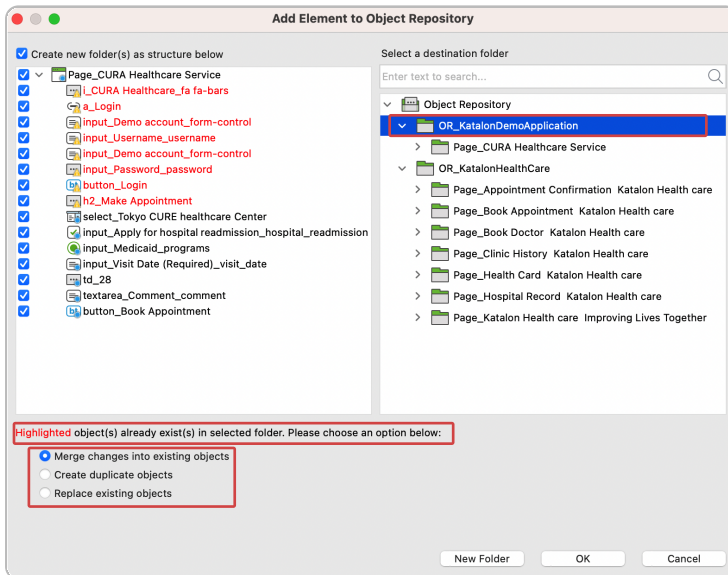 Add Element to Object Repository
Create new folder(s) as structure below
Page_CURA Healthcare Service
i_CURA Healthcare_fa fa-bars
a_Login
input_Demo account_form-control
input_Username_username
input_Demo account_form-control
input_Password_password
button_Login
h2_Make Appointment
select_Tokyo CURE healthcare Center
input_Apply for hospital readmission_hospital_readmission
input_Medicaid_programs
input_Visit Date (Required)_visit_date
td_28
textarea_Comment_comment
button_Book Appointment
Select a destination folder
Enter text to search...
Object Repository
OR_KatalonDemoApplication
Page_CURA Healthcare Service
OR_KatalonHealthCare
Page_Appointment Confirmation  Katalon Health care
Page_Book Appointment  Katalon Health care
Page_Book Doctor  Katalon Health care
Page_Clinic History  Katalon Health care
Page_Health Card  Katalon Health care
Page_Hospital Record  Katalon Health care
Page_Katalon Health care  Improving Lives Together
Highlighted object(s) already exist(s) in selected folder. Please choose an option below:
Merge changes into existing objects
Create duplicate objects
Replace existing objects
New Folder
OK
Cancel